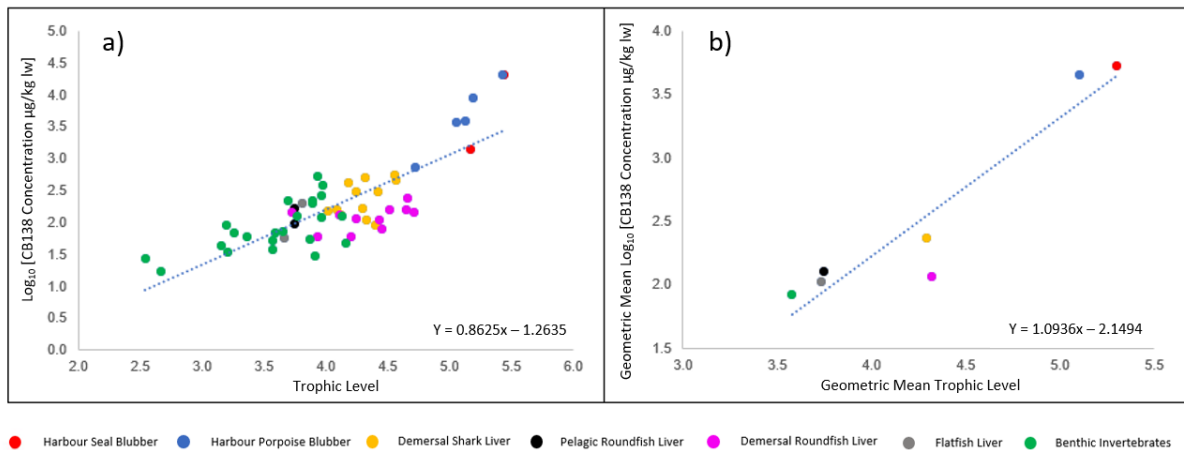 a)
Log₁₀ [CB138 Concentration µg/kg lw]
5.0
4.5
4.0
3.5
3.0
2.5
2.0
1.5
1.0
0.5
0.0
2.0 2.5 3.0 3.5 4.0 4.5 5.0 5.5 6.0
Trophic Level
Y = 0.8625x – 1.2635
b)
Geometric Mean Log₁₀ [CB138 Concentration µg/kg lw]
4.0
3.5
3.0
2.5
2.0
1.5
3.0 3.5 4.0 4.5 5.0 5.5
Geometric Mean Trophic Level
Y = 1.0936x – 2.1494
Harbour Seal Blubber Harbour Porpoise Blubber Demersal Shark Liver Pelagic Roundfish Liver Demersal Roundfish Liver Flatfish Liver Benthic Invertebrates